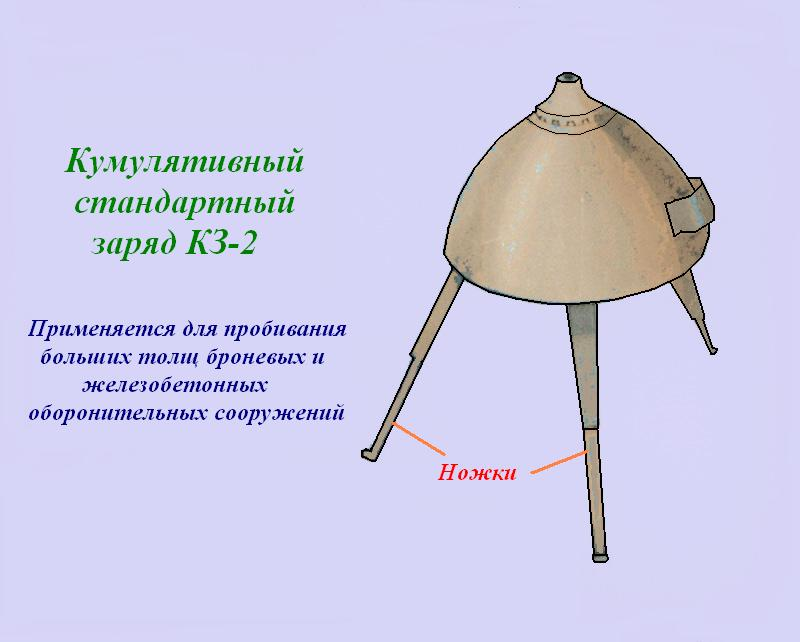 Кумулятивный
стандартный
заряд КЗ-2
Применяется для пробивания
больших толщ броневых и
железобетонных
оборонительных сооружений
Ножки